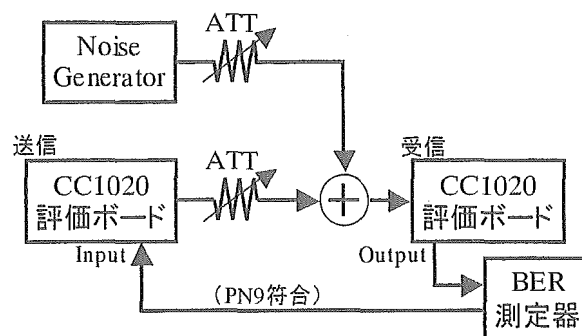 ATT
Noise
Generator
送信
ATT
受信
CC1020
評価ボード
CC1020
評価ボード
Input
Output
(PN9符合)
BER
測定器